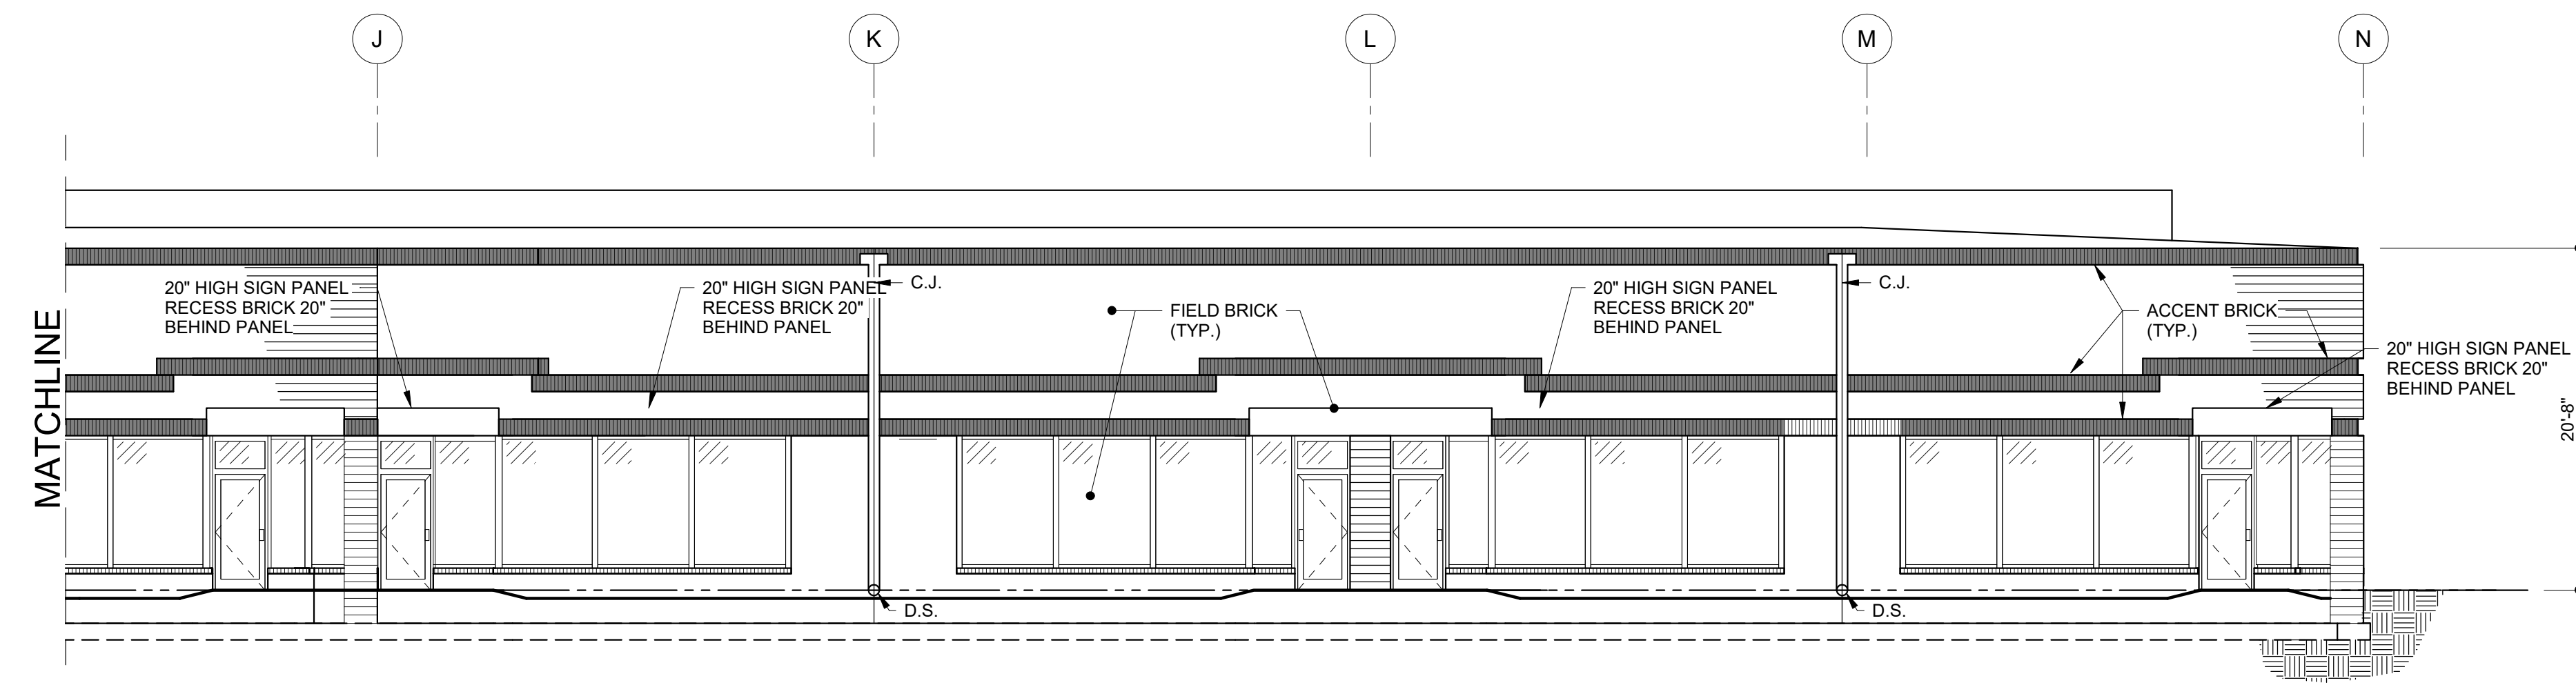 J
K
L
M
N
20" HIGH SIGN PANEL
RECESS BRICK 20"
BEHIND PANEL
20" HIGH SIGN PANEL
RECESS BRICK 20"
BEHIND PANEL
C.J.
FIELD BRICK
(TYP.)
20" HIGH SIGN PANEL
RECESS BRICK 20"
BEHIND PANEL
C.J.
ACCENT BRICK
(TYP.)
20" HIGH SIGN PANEL
RECESS BRICK 20"
BEHIND PANEL
MATCHLINE
20'-8"
D.S.
D.S.